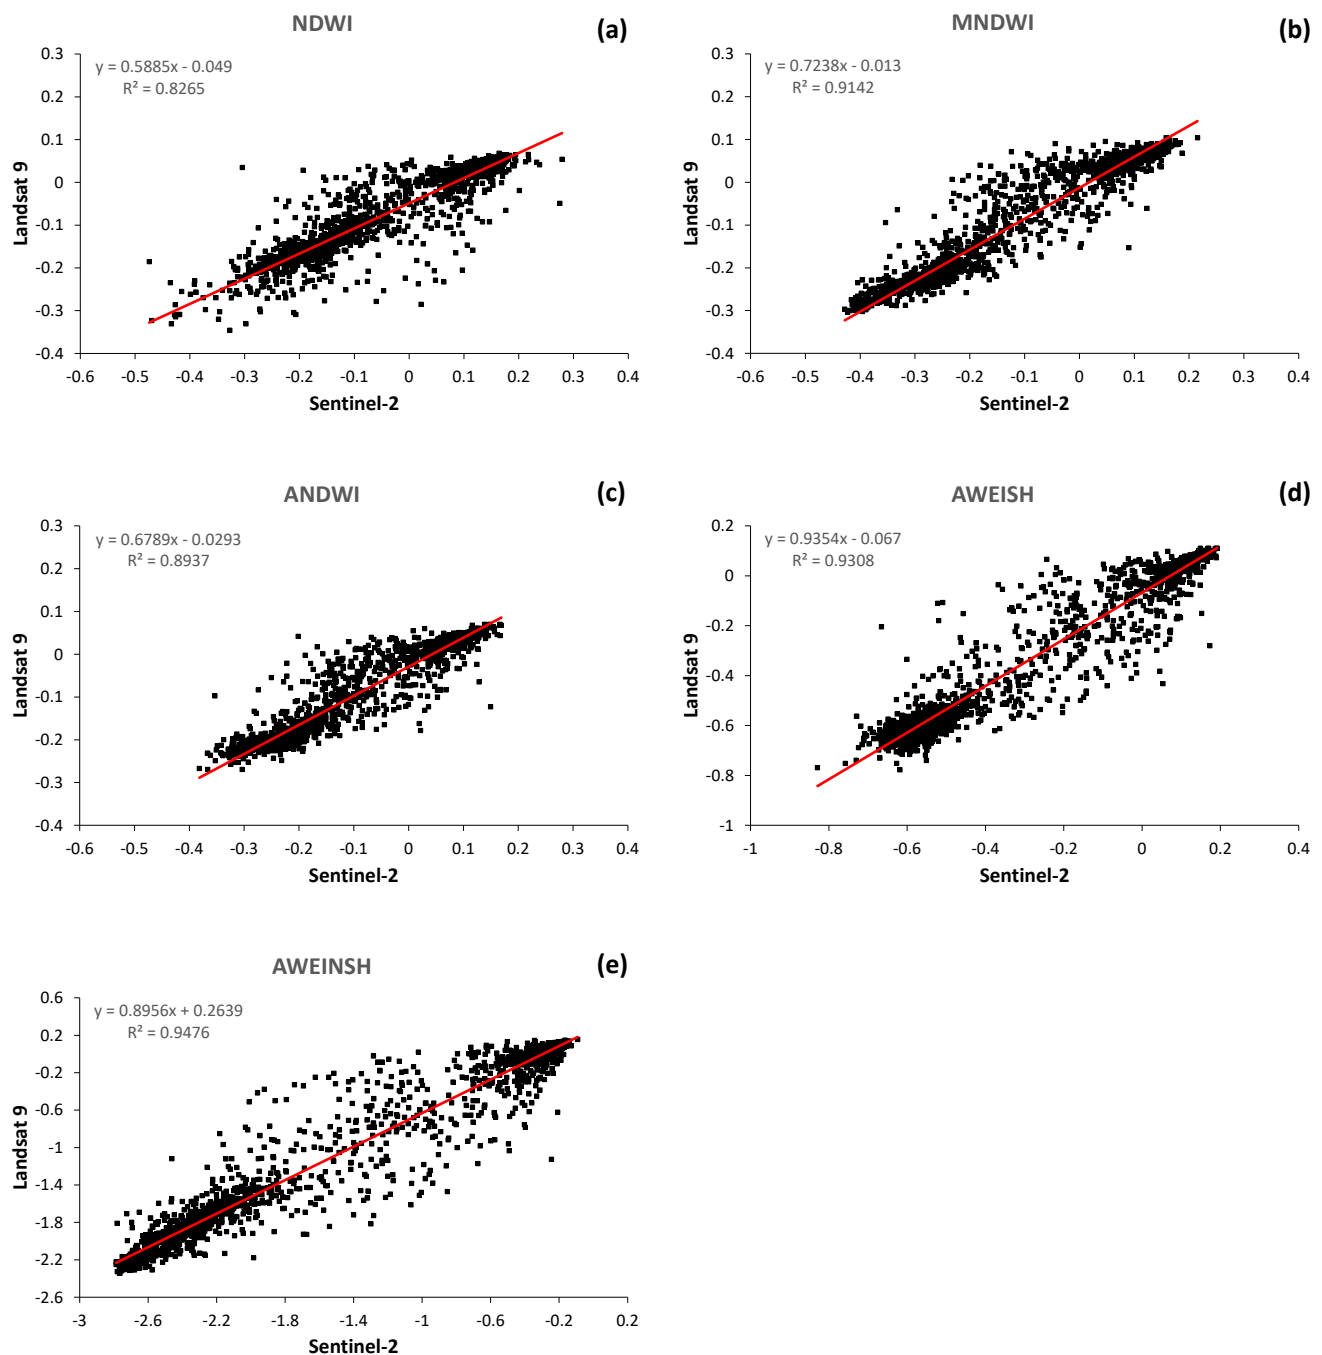 NDWI
(a)
y = 0.5885x - 0.049
R² = 0.8265
0.3
0.2
0.1
0
-0.1
-0.2
-0.3
-0.4
Landsat 9
-0.6 -0.5 -0.4 -0.3 -0.2 -0.1 0 0.1 0.2 0.3 0.4
Sentinel-2
MNDWI
(b)
y = 0.7238x - 0.013
R² = 0.9142
0.3
0.2
0.1
0
-0.1
-0.2
-0.3
-0.4
Landsat 9
-0.6 -0.5 -0.4 -0.3 -0.2 -0.1 0 0.1 0.2 0.3 0.4
Sentinel-2
ANDWI
(c)
y = 0.6789x - 0.0293
R² = 0.8937
0.3
0.2
0.1
0
-0.1
-0.2
-0.3
-0.4
Landsat 9
-0.6 -0.5 -0.4 -0.3 -0.2 -0.1 0 0.1 0.2 0.3 0.4
Sentinel-2
AWEISH
(d)
y = 0.9354x - 0.067
R² = 0.9308
0.2
0
-0.2
-0.4
-0.6
-0.8
-1
Landsat 9
-1 -0.8 -0.6 -0.4 -0.2 0 0.2 0.4
Sentinel-2
AWEINSH
(e)
y = 0.8956x + 0.2639
R² = 0.9476
0.6
0.2
-0.2
-0.6
-1
-1.4
-1.8
-2.2
-2.6
Landsat 9
-3 -2.6 -2.2 -1.8 -1.4 -1 -0.6 -0.2 0.2
Sentinel-2